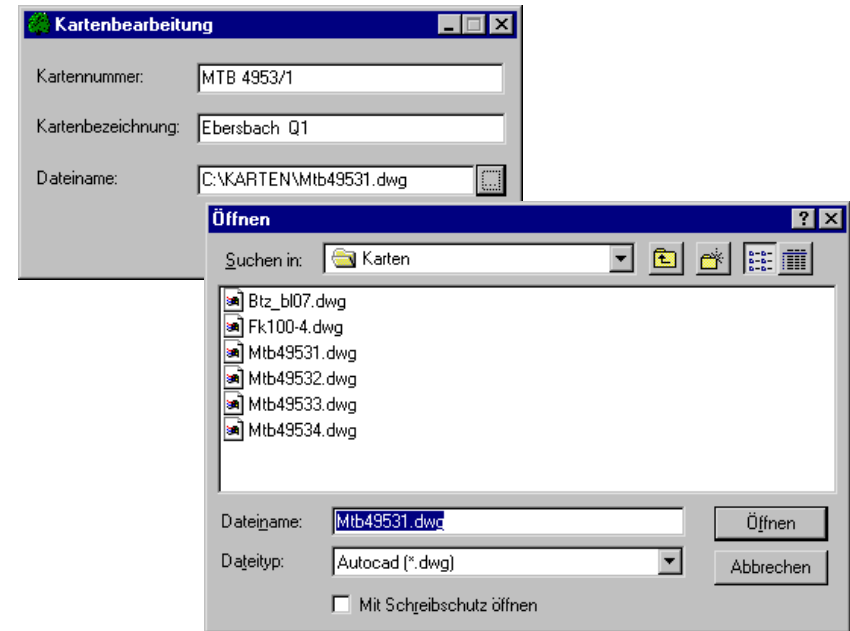 Kartenbearbeitung
Kartennummer: MTB 4953/1
Kartenbezeichnung: Ebersbach Q1
Dateiname: C:\KARTEN\Mtb49531.dwg ...
Öffnen
Suchen in: Karten
Btz_bl07.dwg
Fk100-4.dwg
Mtb49531.dwg
Mtb49532.dwg
Mtb49533.dwg
Mtb49534.dwg
Dateiname: Mtb49531.dwg Öffnen
Dateityp: Autocad (*.dwg) Abbrechen
Mit Schreibschutz öffnen